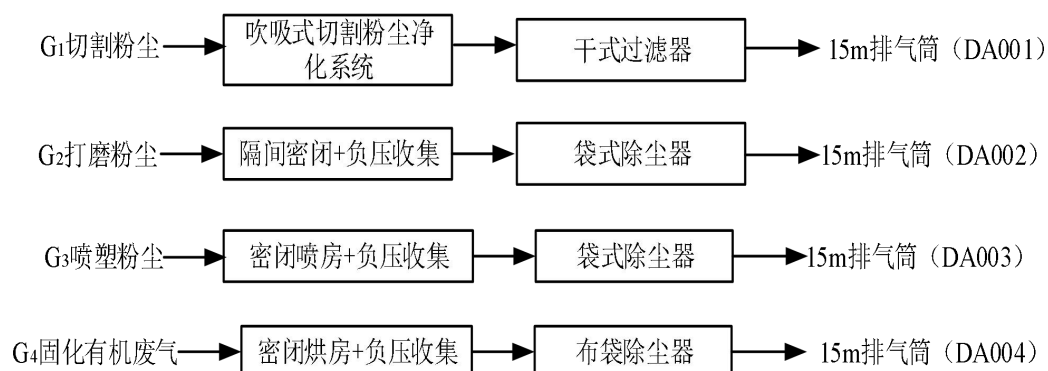 G1切割粉尘
吹吸式切割粉尘净
化系统
干式过滤器
15m排气筒（DA001）
G2打磨粉尘
隔间密闭+负压收集
袋式除尘器
15m排气筒（DA002）
G3喷塑粉尘
密闭喷房+负压收集
袋式除尘器
15m排气筒（DA003）
G4固化有机废气
密闭烘房+负压收集
布袋除尘器
15m排气筒（DA004）